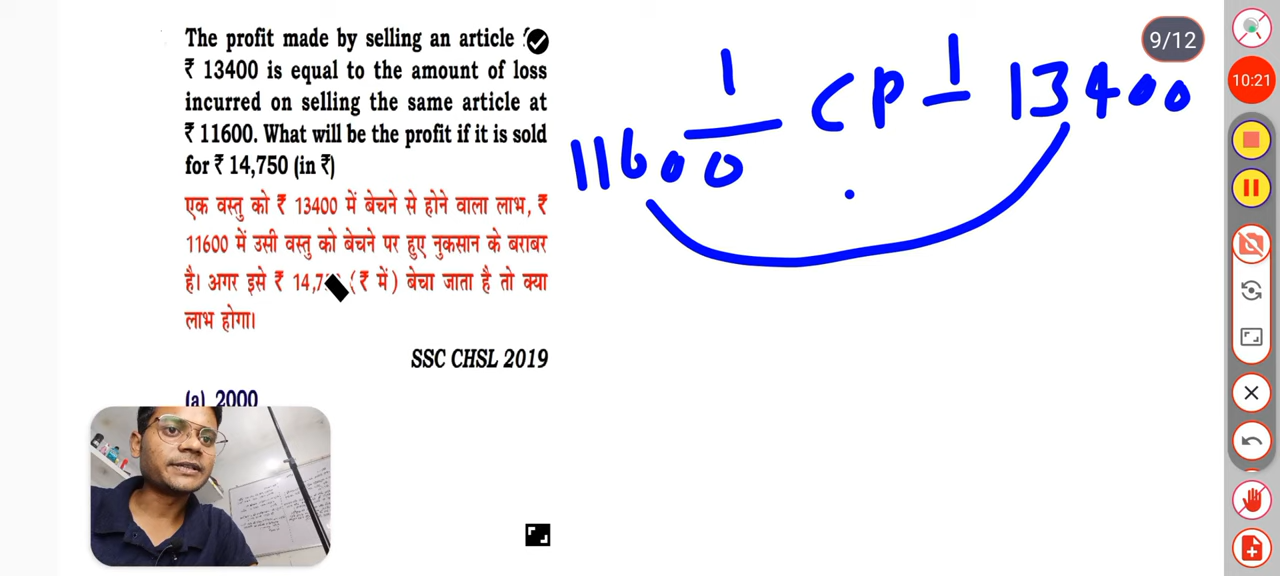 The profit made by selling an article
₹ 13400 is equal to the amount of loss
incurred on selling the same article at
₹ 11600. What will be the profit if it is sold
for ₹ 14,750 (in ₹)
एक वस्तु को ₹ 13400 में बेचने से होने वाला लाभ, ₹
11600 में उसी वस्तु को बेचने पर हुए नुकसान के बराबर
है। अगर इसे ₹ (₹ में) बेचा जाता है तो क्या
लाभ होगा।
SSC CHSL 2019
(a) 2000
1 1
CP 13400
11600
9/12
10:21